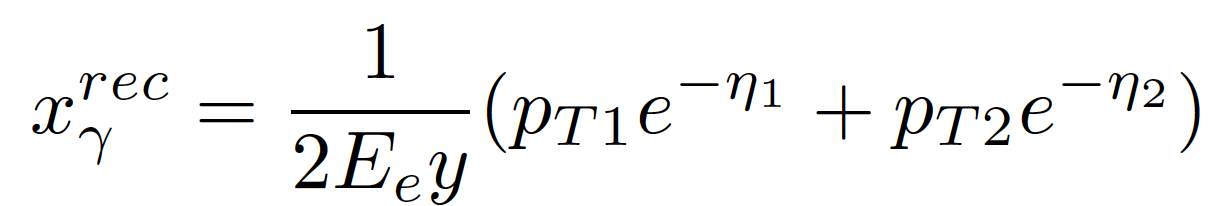 x_γ^{rec} = \frac{1}{2E_e y}(p_{T1}e^{-η_1} + p_{T2}e^{-η_2})